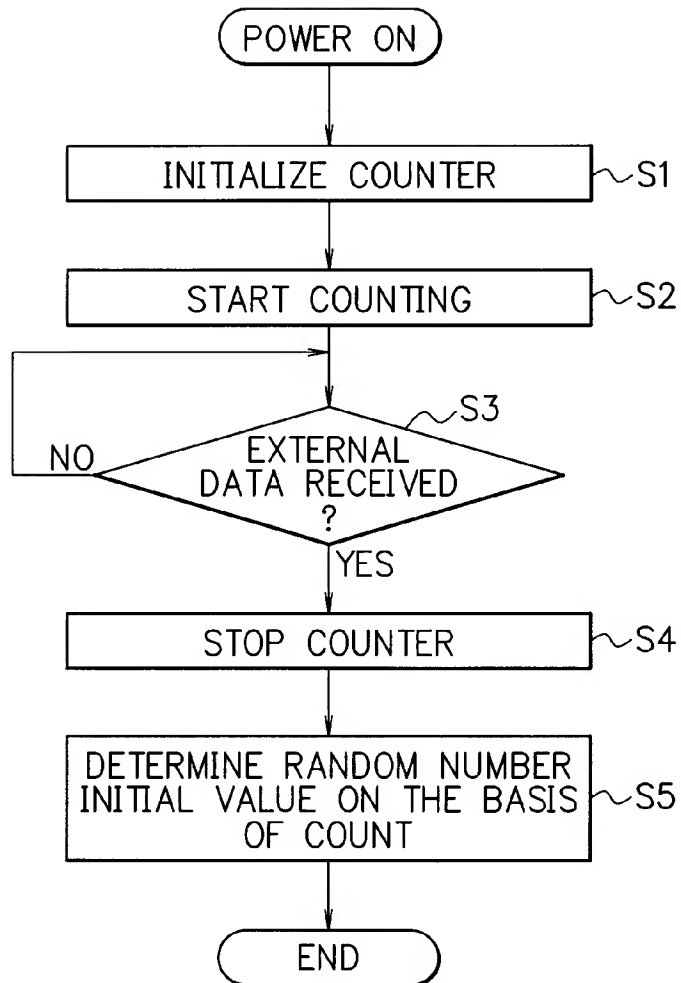 POWER ON
INITIALIZE COUNTER
S1
START COUNTING
S2
S3
EXTERNAL
DATA RECEIVED
?
NO
YES
STOP COUNTER
S4
DETERMINE RANDOM NUMBER
INITIAL VALUE ON THE BASIS
OF COUNT
S5
END